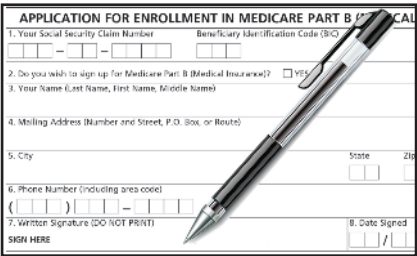 APPLICATION FOR ENROLLMENT IN MEDICARE PART B (
1. Your Social Security Claim Number Beneficiary Identification Code (BIC)
2. Do you wish to sign up for Medicare Part B (Medical Insurance)? YES
3. Your Name (Last Name, First Name, Middle Name)
4. Mailing Address (Number and Street, P.O. Box, or Route)
5. City State Zip
6. Phone Number (including area code)
( ) –
7. Written Signature (DO NOT PRINT) 8. Date Signed
SIGN HERE /